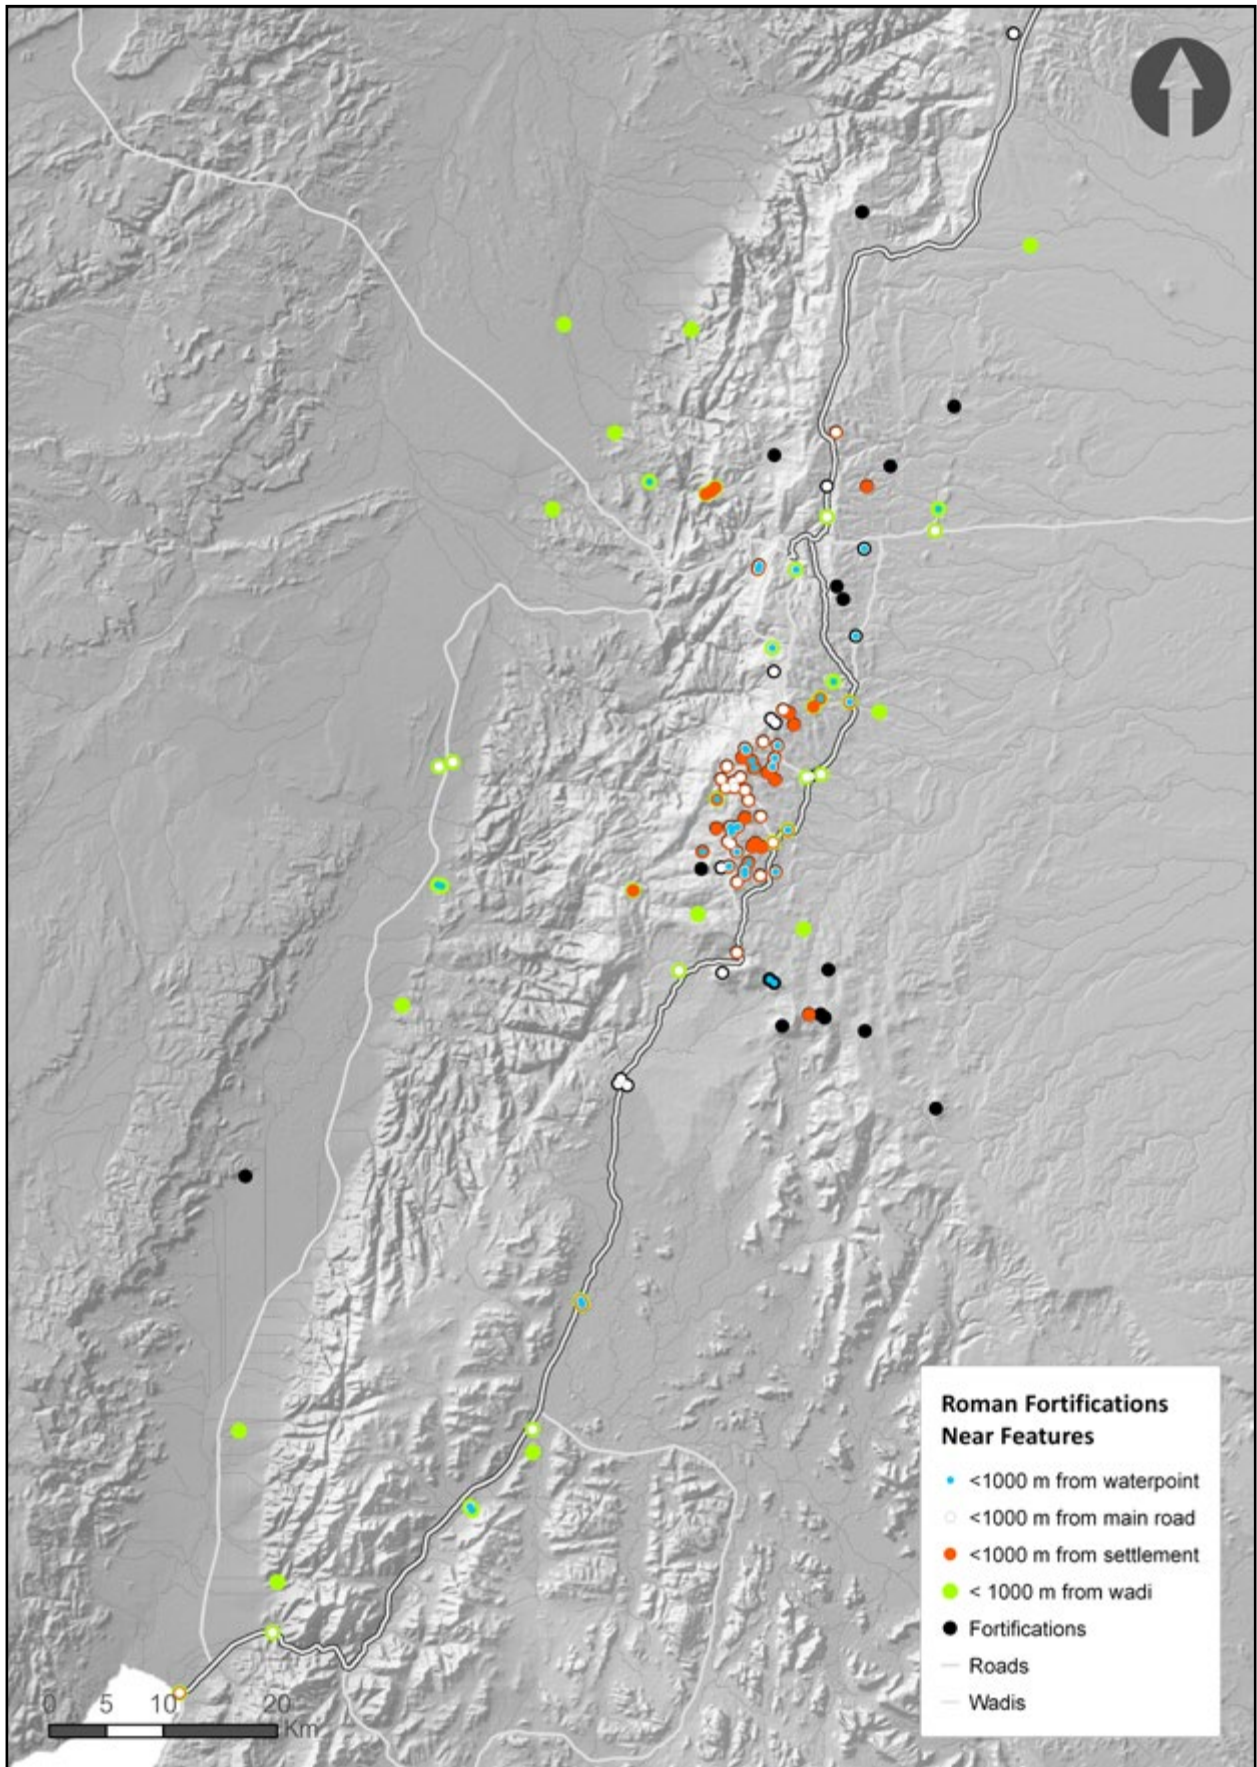 Roman Fortifications
Near Features
<1000 m from waterpoint
<1000 m from main road
<1000 m from settlement
< 1000 m from wadi
Fortifications
Roads
Wadis
0 5 10 20
Km